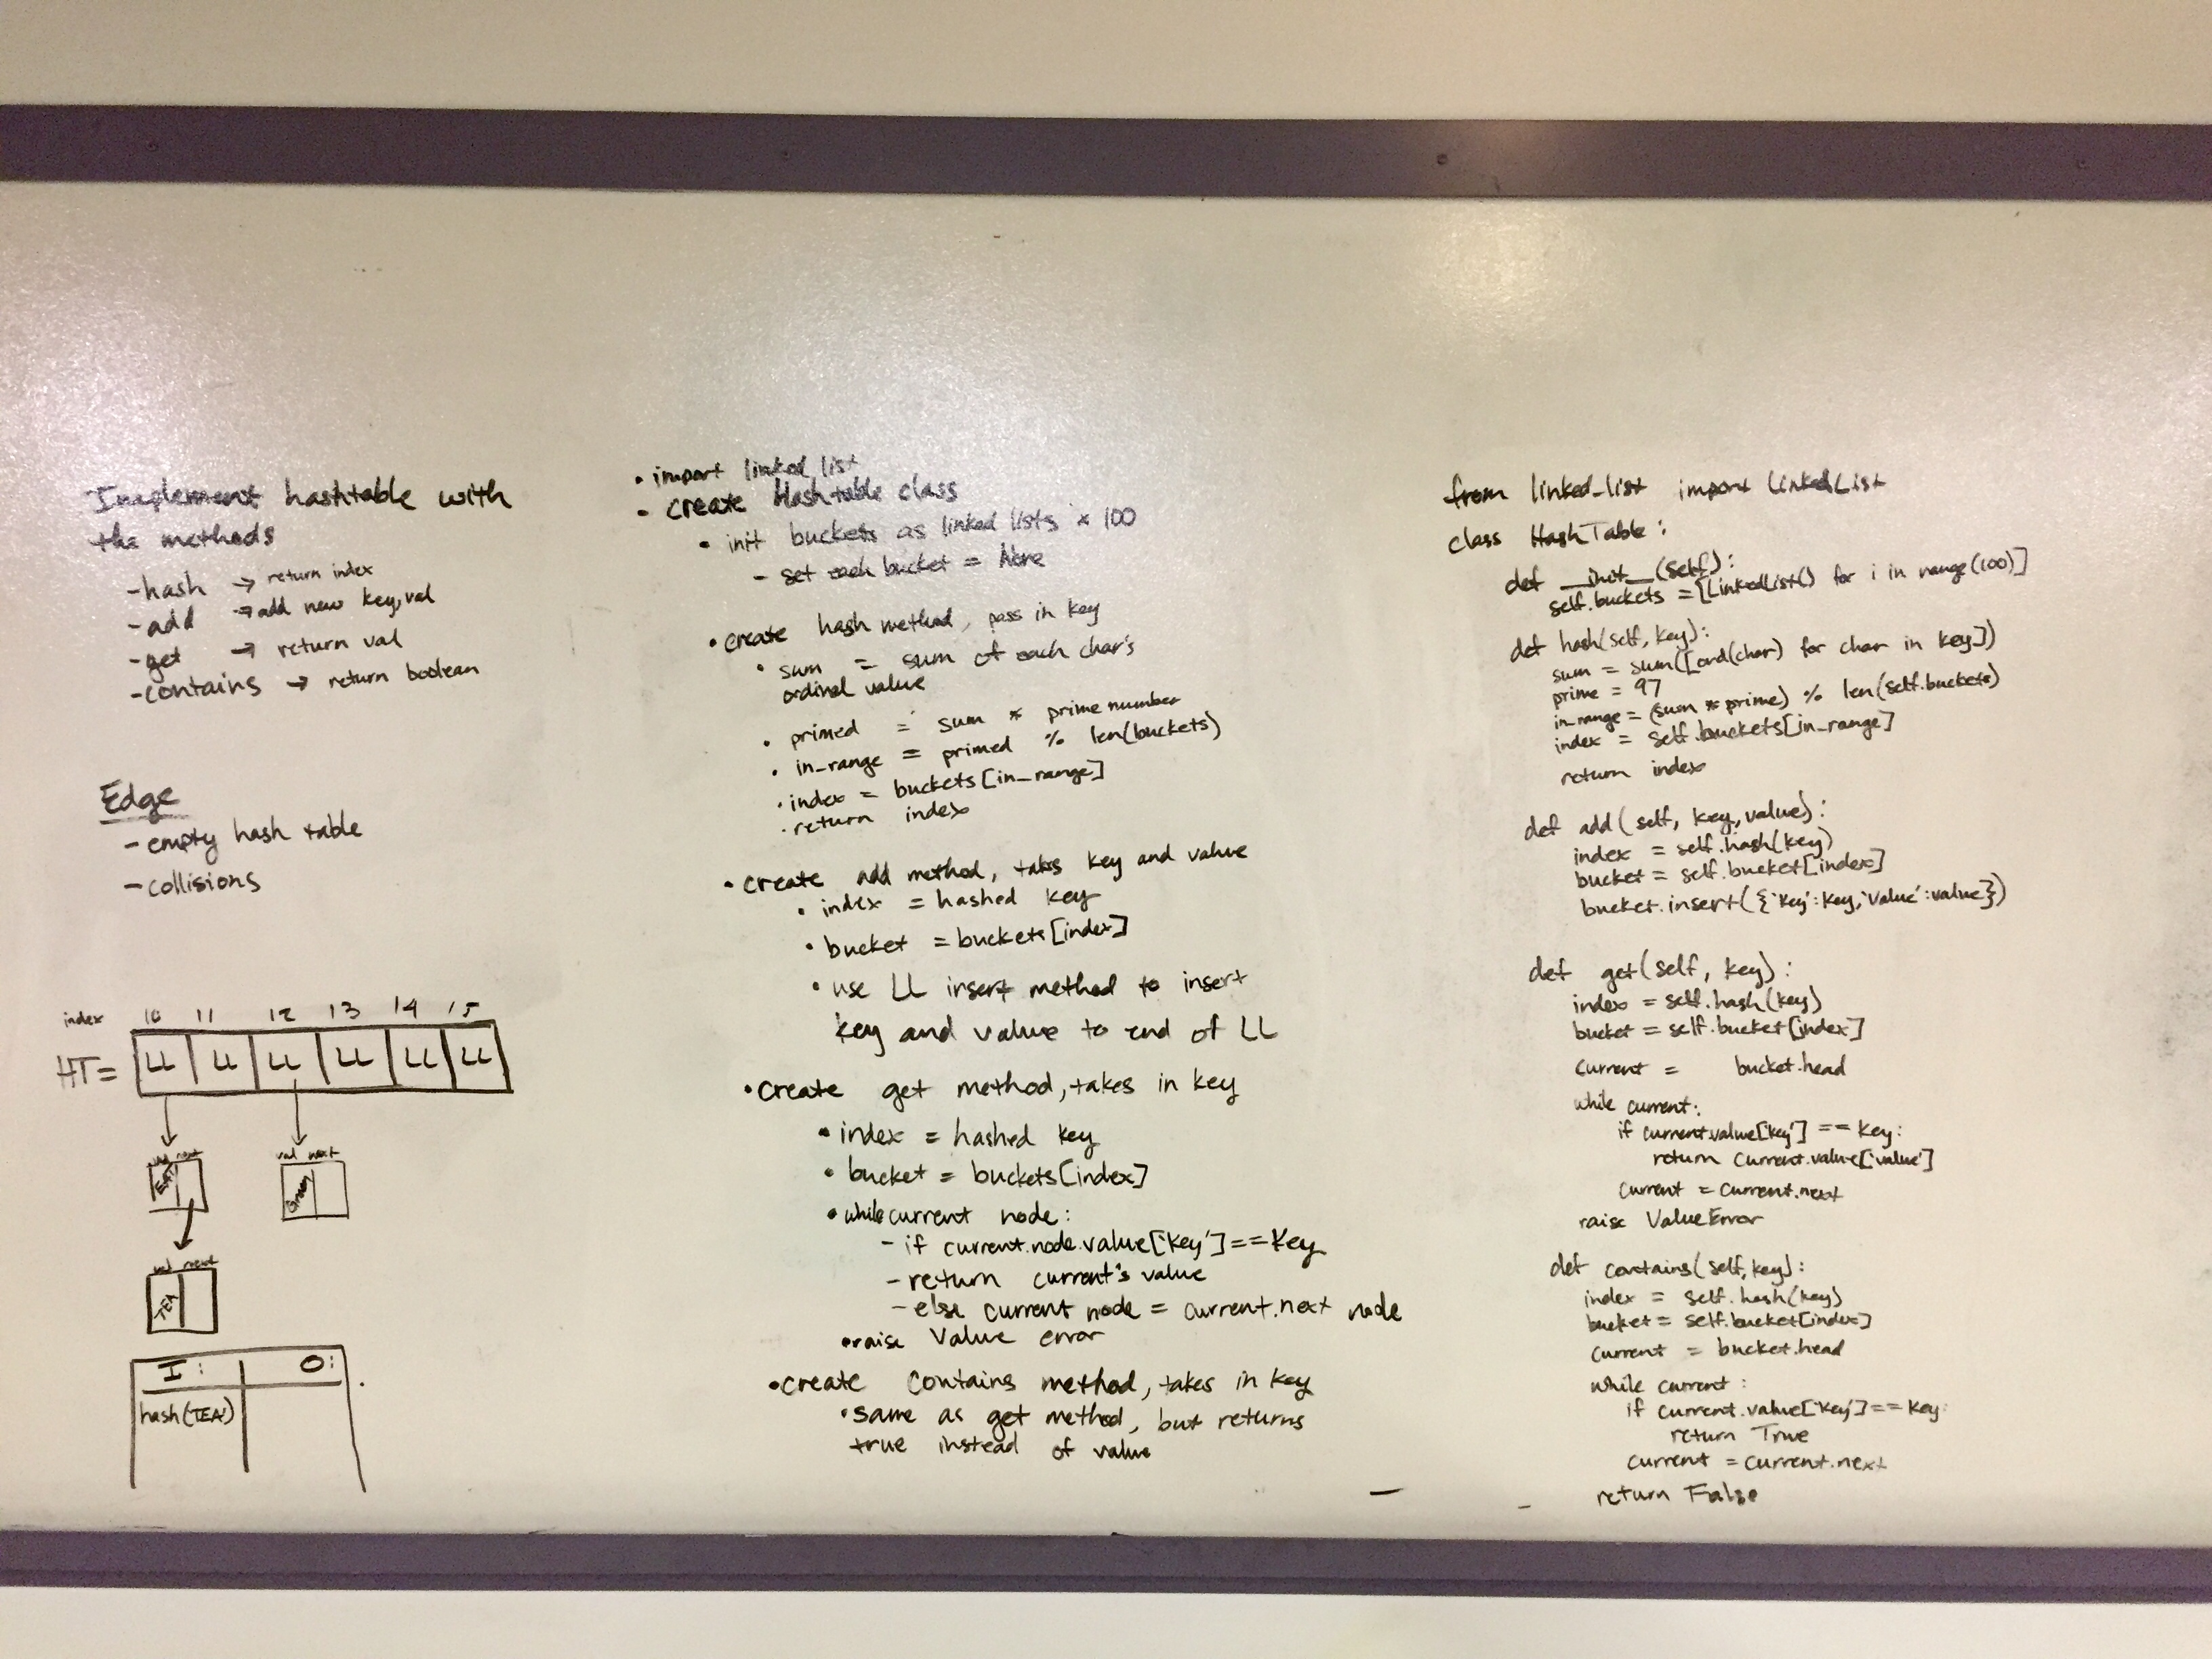 Implement hashtable with
the methods
-hash → return index
-add → add new key,val
-get → return val
-contains → return boolean
Edge
-empty hash table
-collisions
index 10 11 12 13 14 15
HT= LL LL LL LL LL LL
val next
val next
TEA
I: O:
hash(TEA)
• import linked list
- create Hashtable class
• init buckets as linked lists × 100
- set each bucket = None
• create hash method, pass in key
• sum = sum of each char's
ordinal value
• primed = sum * prime number
• in_range = primed % len(buckets)
• index = buckets[in_range]
• return index
• create add method, takes key and value
• index = hashed key
• bucket = buckets[index]
• use LL insert method to insert
key and value to end of LL
• create get method, takes in key
• index = hashed key
• bucket = buckets[index]
• while current node:
- if current.node.value['key']==key
- return current's value
- else current node = current.next node
• raise Value error
• create contains method, takes in key
• same as get method, but returns
true instead of value
from linked_list import LinkedList
class HashTable:
def __init__(self):
self.buckets = [LinkedList() for i in range(100)]
def hash(self, key):
sum = sum([ord(char) for char in key])
prime = 97
in_range = (sum * prime) % len(self.buckets)
index = self.buckets[in_range]
return index
def add(self, key, value):
index = self.hash(key)
bucket = self.bucket[index]
bucket.insert({'key':key,'value':value})
def get(self, key):
index = self.hash(key)
bucket = self.bucket[index]
current = bucket.head
while current:
if current.value['key'] == key:
return current.value['value']
current = current.next
raise ValueError
def contains(self, key):
index = self.hash(key)
bucket = self.bucket[index]
current = bucket.head
while current:
if current.value['key']==key:
return True
current = current.next
return False